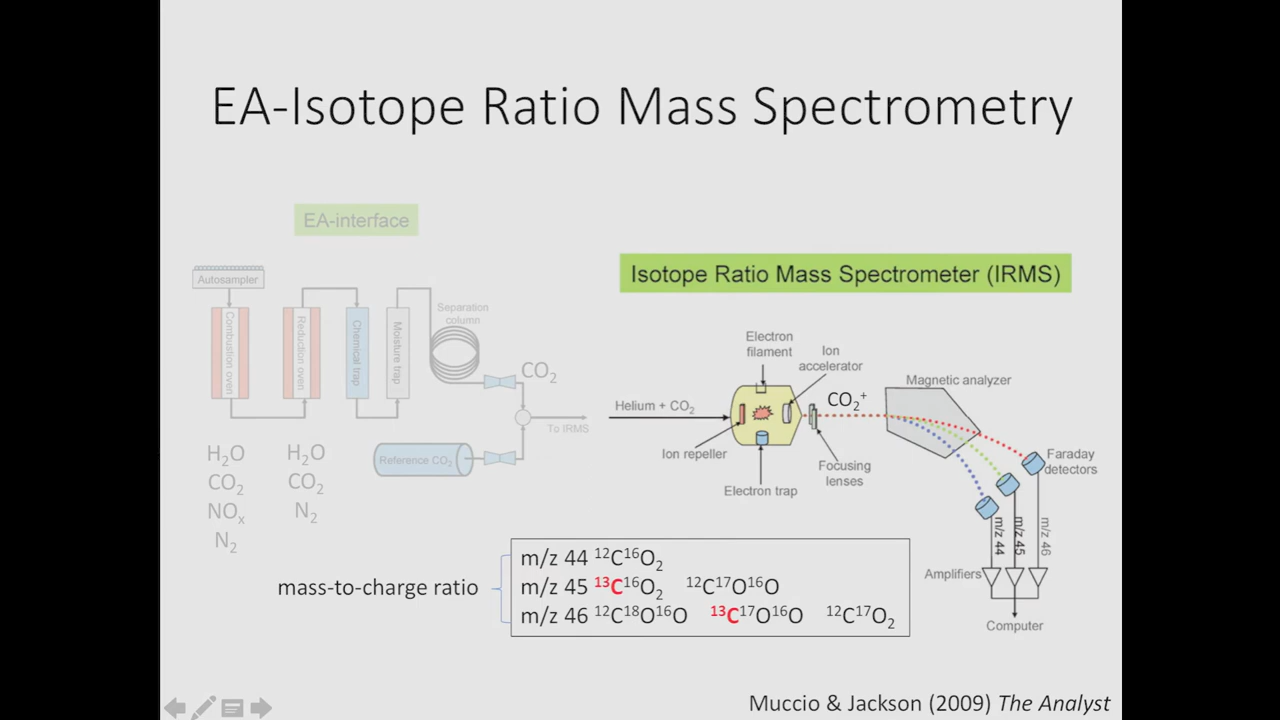 EA-Isotope Ratio Mass Spectrometry
EA-interface
Isotope Ratio Mass Spectrometer (IRMS)
Autosampler
Combustion oven
Reduction oven
Chemical trap
Moisture trap
Separation
column
CO₂
To IRMS
Reference CO₂
H₂O
CO₂
NOₓ
N₂
H₂O
CO₂
N₂
Helium + CO₂
Electron
filament
Ion
accelerator
CO₂⁺
Magnetic analyzer
Ion repeller
Electron trap
Focusing
lenses
Faraday
detectors
m/z 44
m/z 45
m/z 46
Amplifiers
Computer
mass-to-charge ratio
m/z 44 ¹²C¹⁶O₂
m/z 45 ¹³C¹⁶O₂ ¹²C¹⁷O¹⁶O
m/z 46 ¹²C¹⁸O¹⁶O ¹³C¹⁷O¹⁶O ¹²C¹⁷O₂
Muccio & Jackson (2009) The Analyst